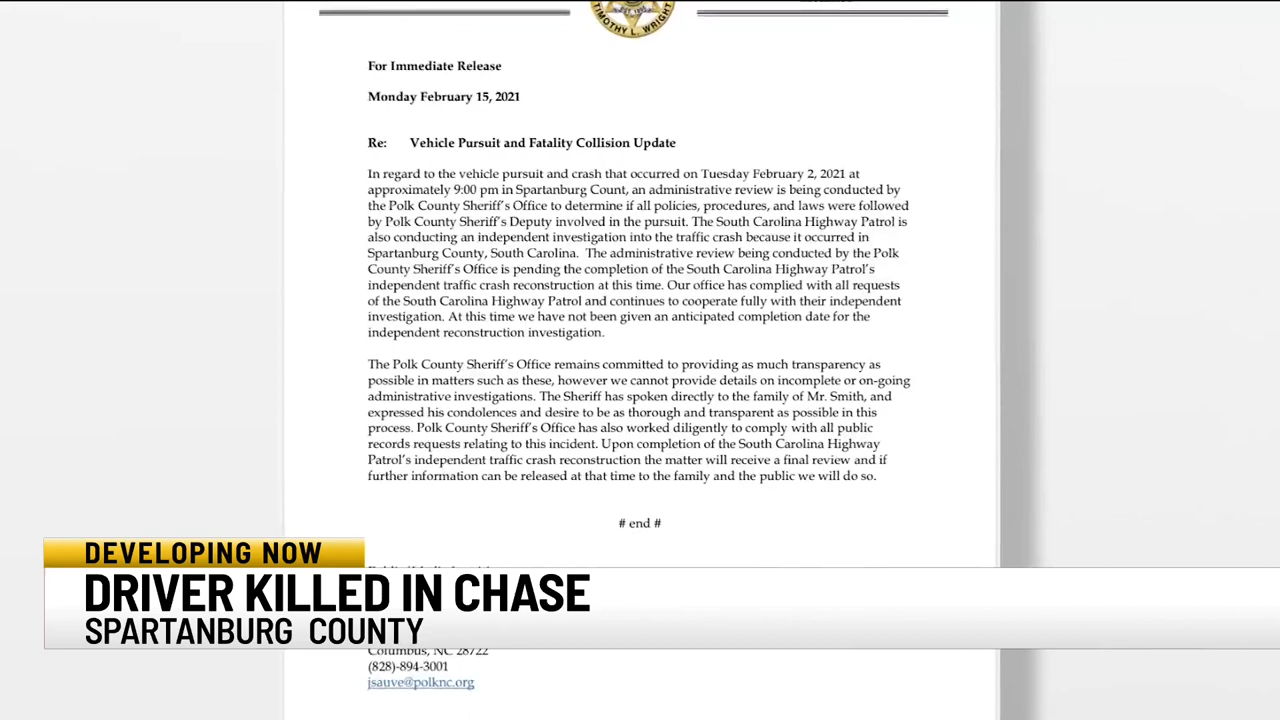 EST. 1855
TIMOTHY L. WRIGHT
For Immediate Release
Monday February 15, 2021
Re: Vehicle Pursuit and Fatality Collision Update
In regard to the vehicle pursuit and crash that occurred on Tuesday February 2, 2021 at
approximately 9:00 pm in Spartanburg Count, an administrative review is being conducted by
the Polk County Sheriff's Office to determine if all policies, procedures, and laws were followed
by Polk County Sheriff's Deputy involved in the pursuit. The South Carolina Highway Patrol is
also conducting an independent investigation into the traffic crash because it occurred in
Spartanburg County, South Carolina. The administrative review being conducted by the Polk
County Sheriff's Office is pending the completion of the South Carolina Highway Patrol's
independent traffic crash reconstruction at this time. Our office has complied with all requests
of the South Carolina Highway Patrol and continues to cooperate fully with their independent
investigation. At this time we have not been given an anticipated completion date for the
independent reconstruction investigation.
The Polk County Sheriff's Office remains committed to providing as much transparency as
possible in matters such as these, however we cannot provide details on incomplete or on-going
administrative investigations. The Sheriff has spoken directly to the family of Mr. Smith, and
expressed his condolences and desire to be as thorough and transparent as possible in this
process. Polk County Sheriff's Office has also worked diligently to comply with all public
records requests relating to this incident. Upon completion of the South Carolina Highway
Patrol's independent traffic crash reconstruction the matter will receive a final review and if
further information can be released at that time to the family and the public we will do so.
# end #
DEVELOPING NOW
DRIVER KILLED IN CHASE
SPARTANBURG COUNTY
Columbus, NC 28722
(828)-894-3001
jsauve@polknc.org